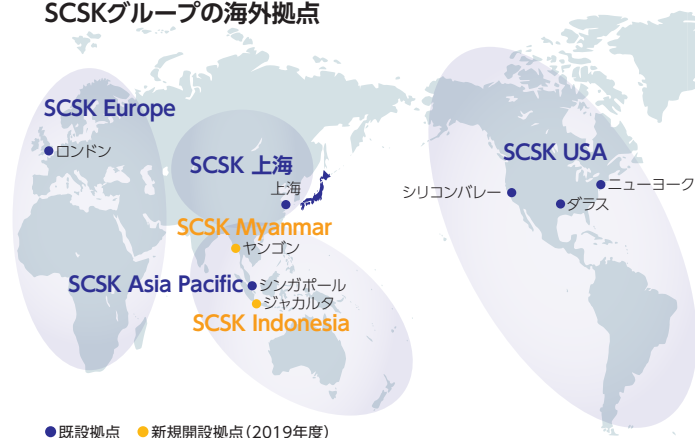 SCSKグループの海外拠点
SCSK Europe
ロンドン
SCSK 上海
上海
SCSK USA
シリコンバレー
ニューヨーク
ダラス
SCSK Myanmar
ヤンゴン
SCSK Asia Pacific
シンガポール
ジャカルタ
SCSK Indonesia
●既設拠点 ●新規開設拠点(2019年度)